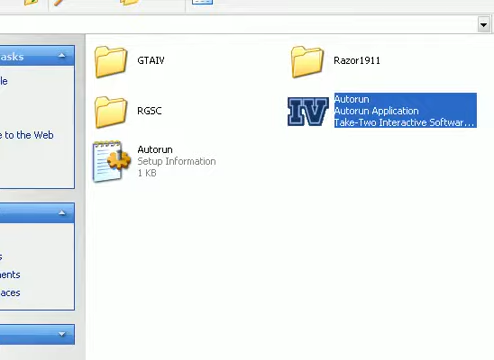 asks
GTAIV
Razor1911
le
RGSC
Autorun
Autorun Application
Take-Two Interactive Softwar...
IV
e to the Web
Autorun
Setup Information
1 KB
s
ents
aces